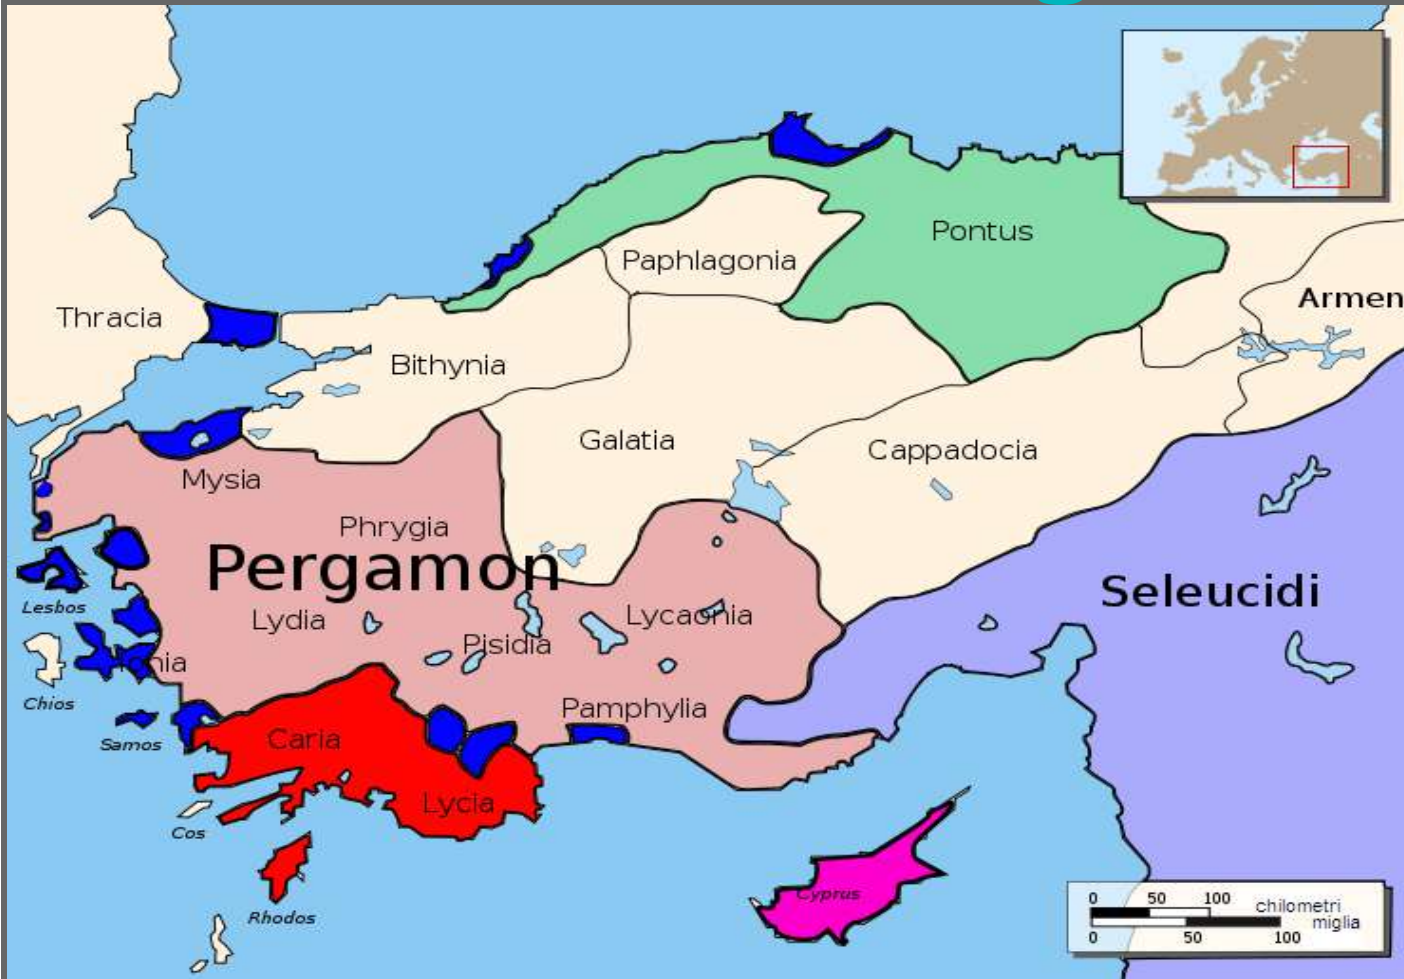 Pontus
Paphlagonia
Armen
Thracia
Bithynia
Galatia
Cappadocia
Mysia
Phrygia
Pergamon
Seleucidi
Lesbos
Lydia
Lycaonia
Pisidia
nia
Chios
Pamphylia
Samos
Caria
Lycia
Cos
Cyprus
Rhodos
0 50 100 chilometri
miglia
0 50 100